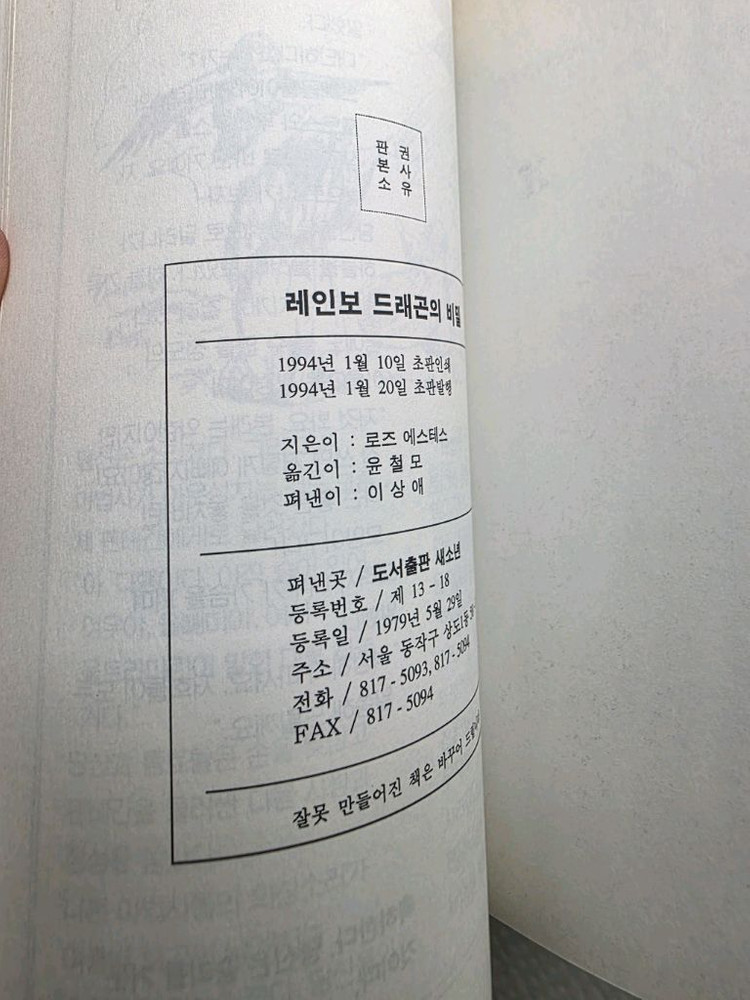 판 권
본 사
소 유
레인보 드래곤의 비밀
1994년 1월 10일 초판인쇄
1994년 1월 20일 초판발행
지은이 : 로즈 에스테스
옮긴이 : 윤철모
펴낸이 : 이상애
펴낸곳 / 도서출판 새소년
등록번호 / 제 13 - 18
등록일 / 1979년 5월 29일
주소 / 서울 동작구 상도1동
전화 / 817 - 5093, 817 - 5094
FAX / 817 - 5094
잘못 만들어진 책은 바꾸어